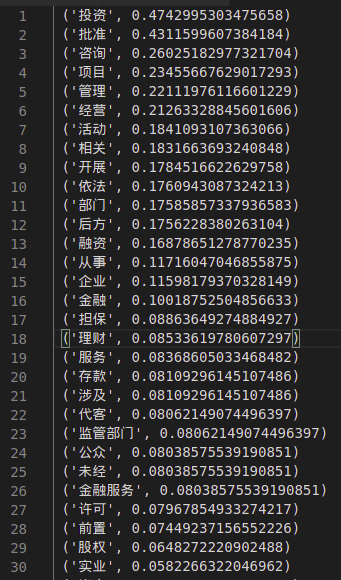 1 ('投资', 0.4742995303475658)
2 ('批准', 0.4311599607384184)
3 ('咨询', 0.26025182977321704)
4 ('项目', 0.23455667629017293)
5 ('管理', 0.22111976116601229)
6 ('经营', 0.21263328845601606)
7 ('活动', 0.1841093107363066)
8 ('相关', 0.1831663693240848)
9 ('开展', 0.1784516622629758)
10 ('依法', 0.1760943087324213)
11 ('部门', 0.17585857337936583)
12 ('后方', 0.1756228380263104)
13 ('融资', 0.16878651278770235)
14 ('从事', 0.11716047046855875)
15 ('企业', 0.11598179370328149)
16 ('金融', 0.10018752504856633)
17 ('担保', 0.08863649274884927)
18 ('理财', 0.08533619780607297)
19 ('服务', 0.08368605033468482)
20 ('存款', 0.08109296145107486)
21 ('涉及', 0.08109296145107486)
22 ('代客', 0.08062149074496397)
23 ('监管部门', 0.08062149074496397)
24 ('公众', 0.08038575539190851)
25 ('未经', 0.08038575539190851)
26 ('金融服务', 0.08038575539190851)
27 ('许可', 0.07967854933274217)
28 ('前置', 0.07449237156552226)
29 ('股权', 0.0648272220902488)
30 ('实业', 0.0582266322046962)